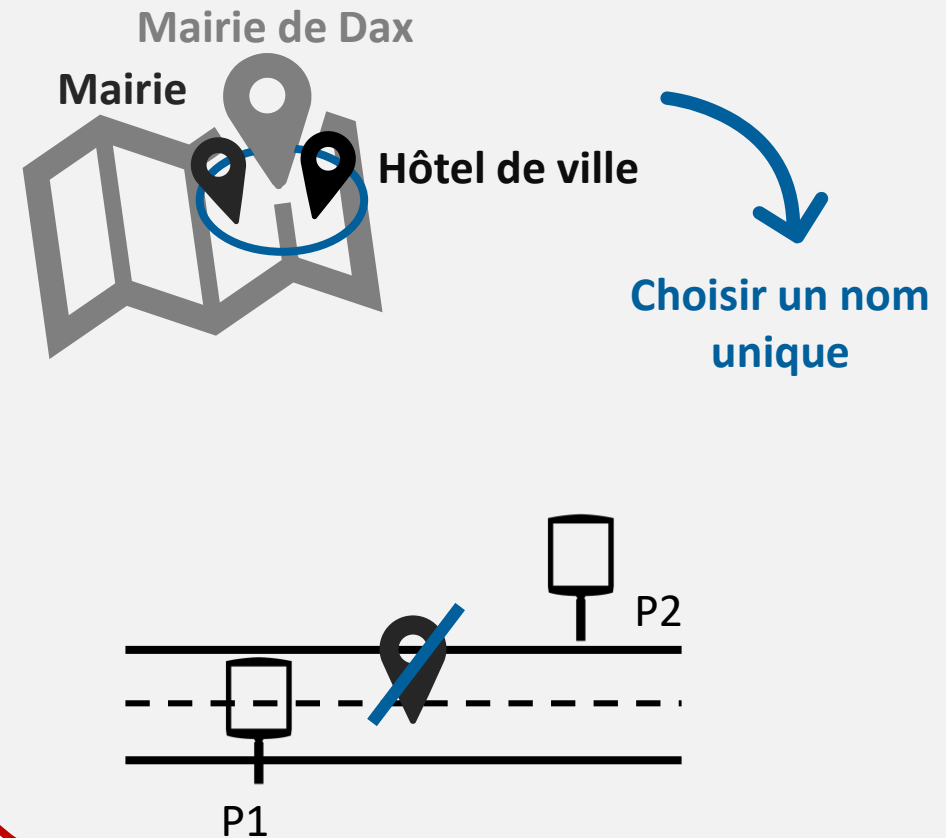 Mairie de Dax
Mairie
Hôtel de ville
Choisir un nom
unique
P2
P1